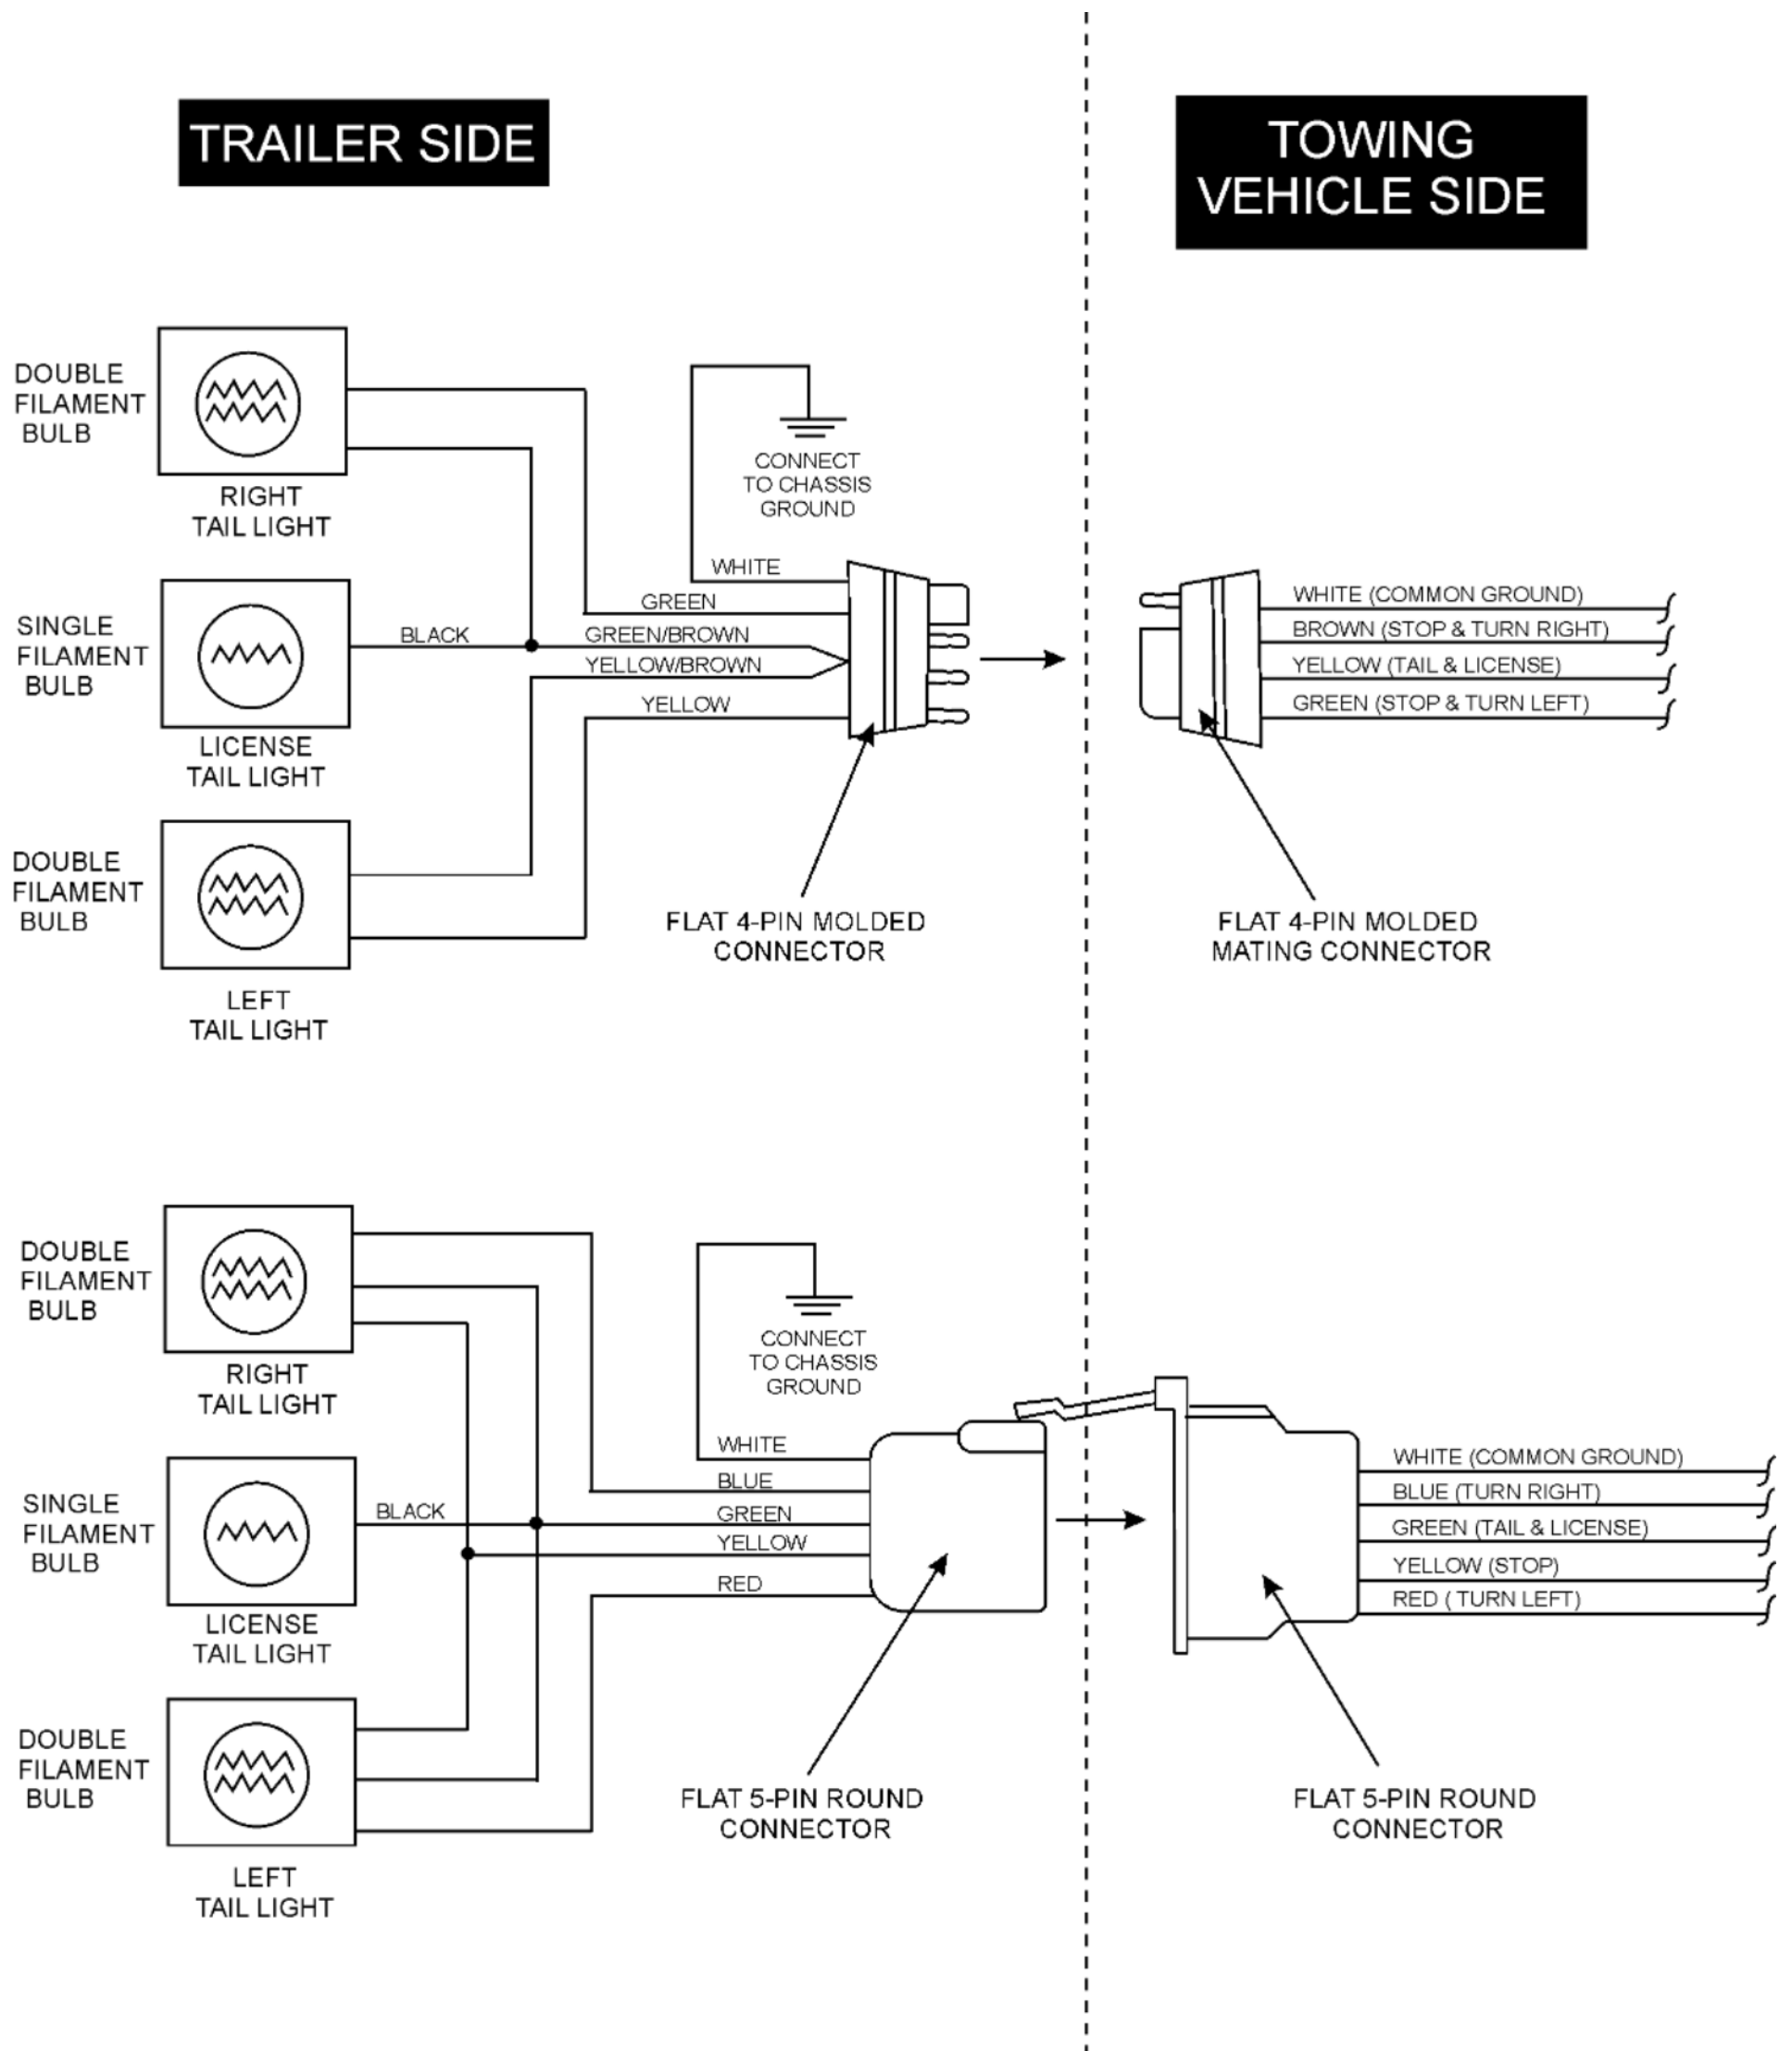 TRAILER SIDE
TOWING
VEHICLE SIDE
DOUBLE
FILAMENT
BULB
RIGHT
TAIL LIGHT
CONNECT
TO CHASSIS
GROUND
WHITE
GREEN
GREEN/BROWN
YELLOW/BROWN
YELLOW
BLACK
SINGLE
FILAMENT
BULB
LICENSE
TAIL LIGHT
DOUBLE
FILAMENT
BULB
LEFT
TAIL LIGHT
FLAT 4-PIN MOLDED
CONNECTOR
WHITE (COMMON GROUND)
BROWN (STOP & TURN RIGHT)
YELLOW (TAIL & LICENSE)
GREEN (STOP & TURN LEFT)
FLAT 4-PIN MOLDED
MATING CONNECTOR
DOUBLE
FILAMENT
BULB
RIGHT
TAIL LIGHT
CONNECT
TO CHASSIS
GROUND
WHITE
BLUE
GREEN
YELLOW
RED
BLACK
SINGLE
FILAMENT
BULB
LICENSE
TAIL LIGHT
DOUBLE
FILAMENT
BULB
LEFT
TAIL LIGHT
FLAT 5-PIN ROUND
CONNECTOR
WHITE (COMMON GROUND)
BLUE (TURN RIGHT)
GREEN (TAIL & LICENSE)
YELLOW (STOP)
RED ( TURN LEFT)
FLAT 5-PIN ROUND
CONNECTOR